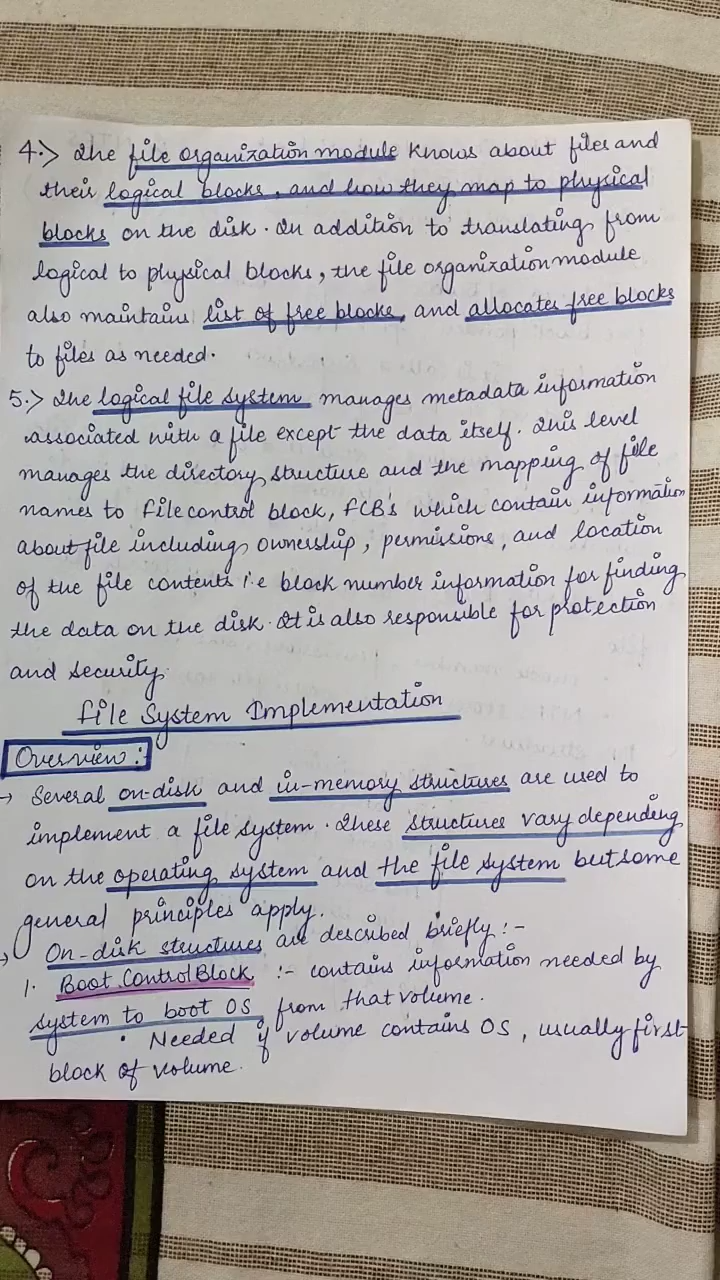 4.> The file organization module knows about files and
their logical blocks, and how they map to physical
blocks on the disk. In addition to translating from
logical to physical blocks, the file organization module
also maintains list of free blocks, and allocates free blocks
to files as needed.
5.> The logical file system manages metadata information
associated with a file except the data itself. This level
manages the directory structure and the mapping of file
names to file control block, FCB's which contain information
about file including ownership, permissions, and location
of the file contents i.e block number information for finding
the data on the disk. It is also responsible for protection
and security.
File System Implementation
Overview:
→ Several on-disk and in-memory structures are used to
implement a file system. These structures vary depending
on the operating system and the file system but some
general principles apply.
→ On-disk structures are described briefly :-
1. Boot Control Block :- contains information needed by
system to boot OS from that volume.
• Needed if volume contains OS, usually first
block of volume.